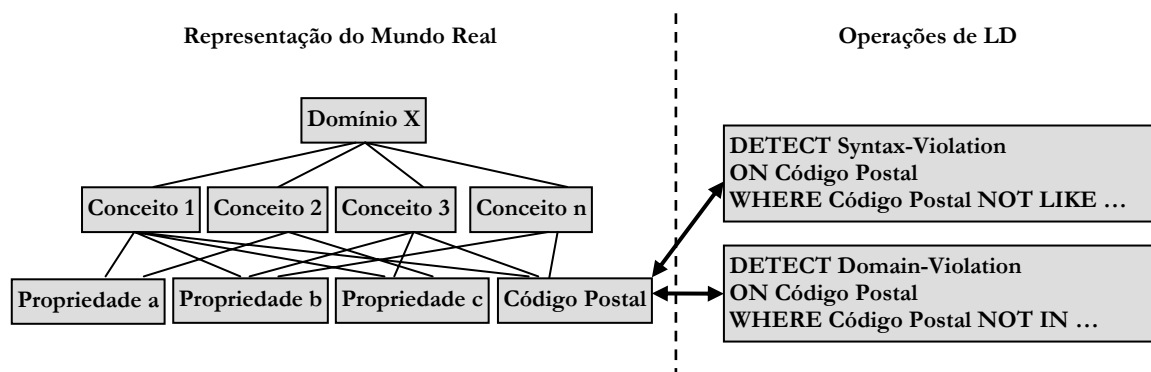 Representação do Mundo Real
Operações de LD
Domínio X
Conceito 1
Conceito 2
Conceito 3
Conceito n
Propriedade a
Propriedade b
Propriedade c
Código Postal
DETECT Syntax-Violation
ON Código Postal
WHERE Código Postal NOT LIKE …
DETECT Domain-Violation
ON Código Postal
WHERE Código Postal NOT IN …